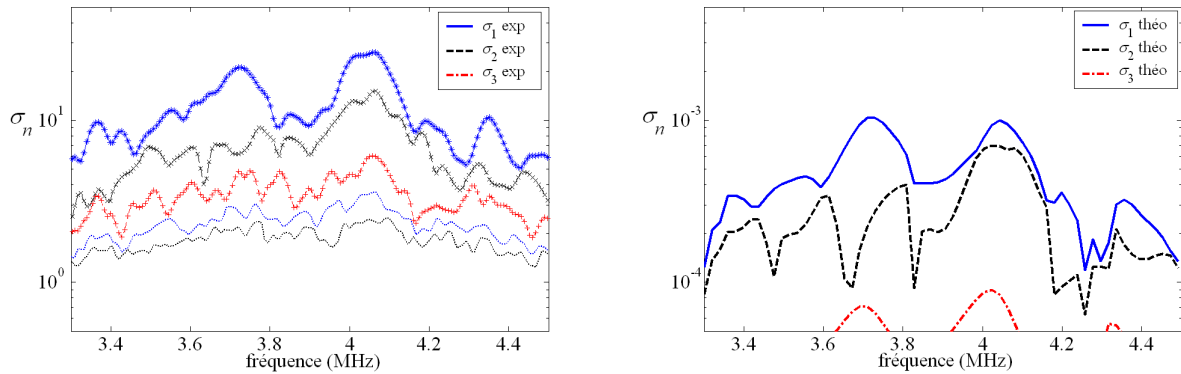 σ1 exp
σ2 exp
σ3 exp
σn
10^1
10^0
3.4 3.6 3.8 4 4.2 4.4
fréquence (MHz)
σ1 théo
σ2 théo
σ3 théo
σn
10^-3
10^-4
3.4 3.6 3.8 4 4.2 4.4
fréquence (MHz)